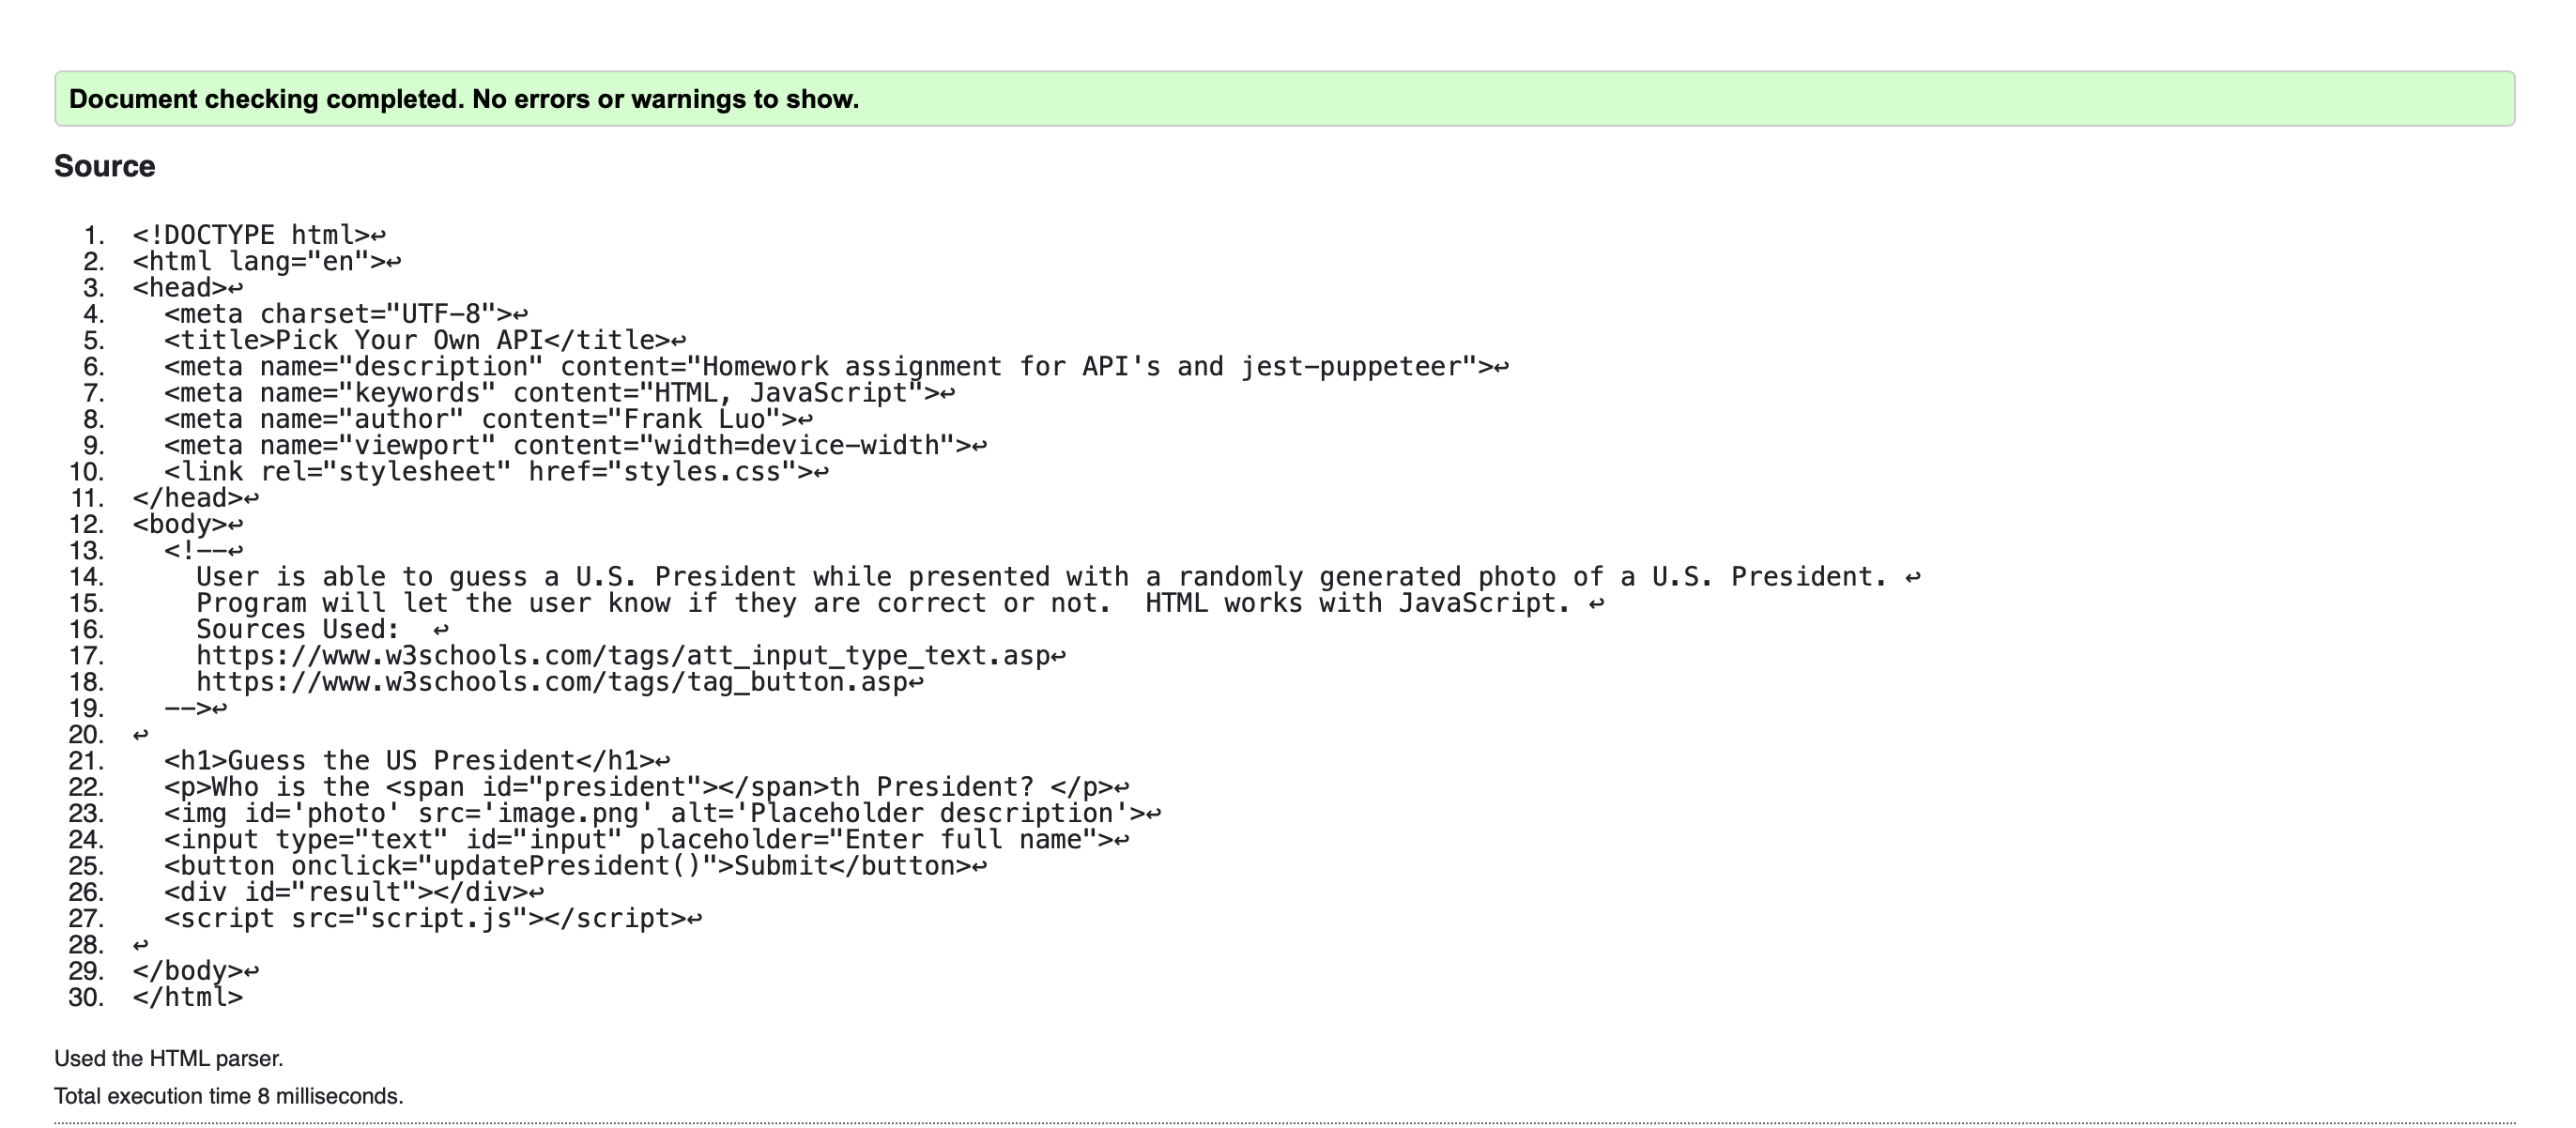 Document checking completed. No errors or warnings to show.
Source
1. <!DOCTYPE html>↩
2. <html lang="en">↩
3. <head>↩
4.   <meta charset="UTF-8">↩
5.   <title>Pick Your Own API</title>↩
6.   <meta name="description" content="Homework assignment for API's and jest-puppeteer">↩
7.   <meta name="keywords" content="HTML, JavaScript">↩
8.   <meta name="author" content="Frank Luo">↩
9.   <meta name="viewport" content="width=device-width">↩
10.   <link rel="stylesheet" href="styles.css">↩
11. </head>↩
12. <body>↩
13.   <!--↩
14.     User is able to guess a U.S. President while presented with a randomly generated photo of a U.S. President. ↩
15.     Program will let the user know if they are correct or not.  HTML works with JavaScript. ↩
16.     Sources Used:  ↩
17.     https://www.w3schools.com/tags/att_input_type_text.asp↩
18.     https://www.w3schools.com/tags/tag_button.asp↩
19.   -->↩
20. ↩
21.   <h1>Guess the US President</h1>↩
22.   <p>Who is the <span id="president"></span>th President? </p>↩
23.   <img id='photo' src='image.png' alt='Placeholder description'>↩
24.   <input type="text" id="input" placeholder="Enter full name">↩
25.   <button onclick="updatePresident()">Submit</button>↩
26.   <div id="result"></div>↩
27.   <script src="script.js"></script>↩
28. ↩
29. </body>↩
30. </html>
Used the HTML parser.
Total execution time 8 milliseconds.